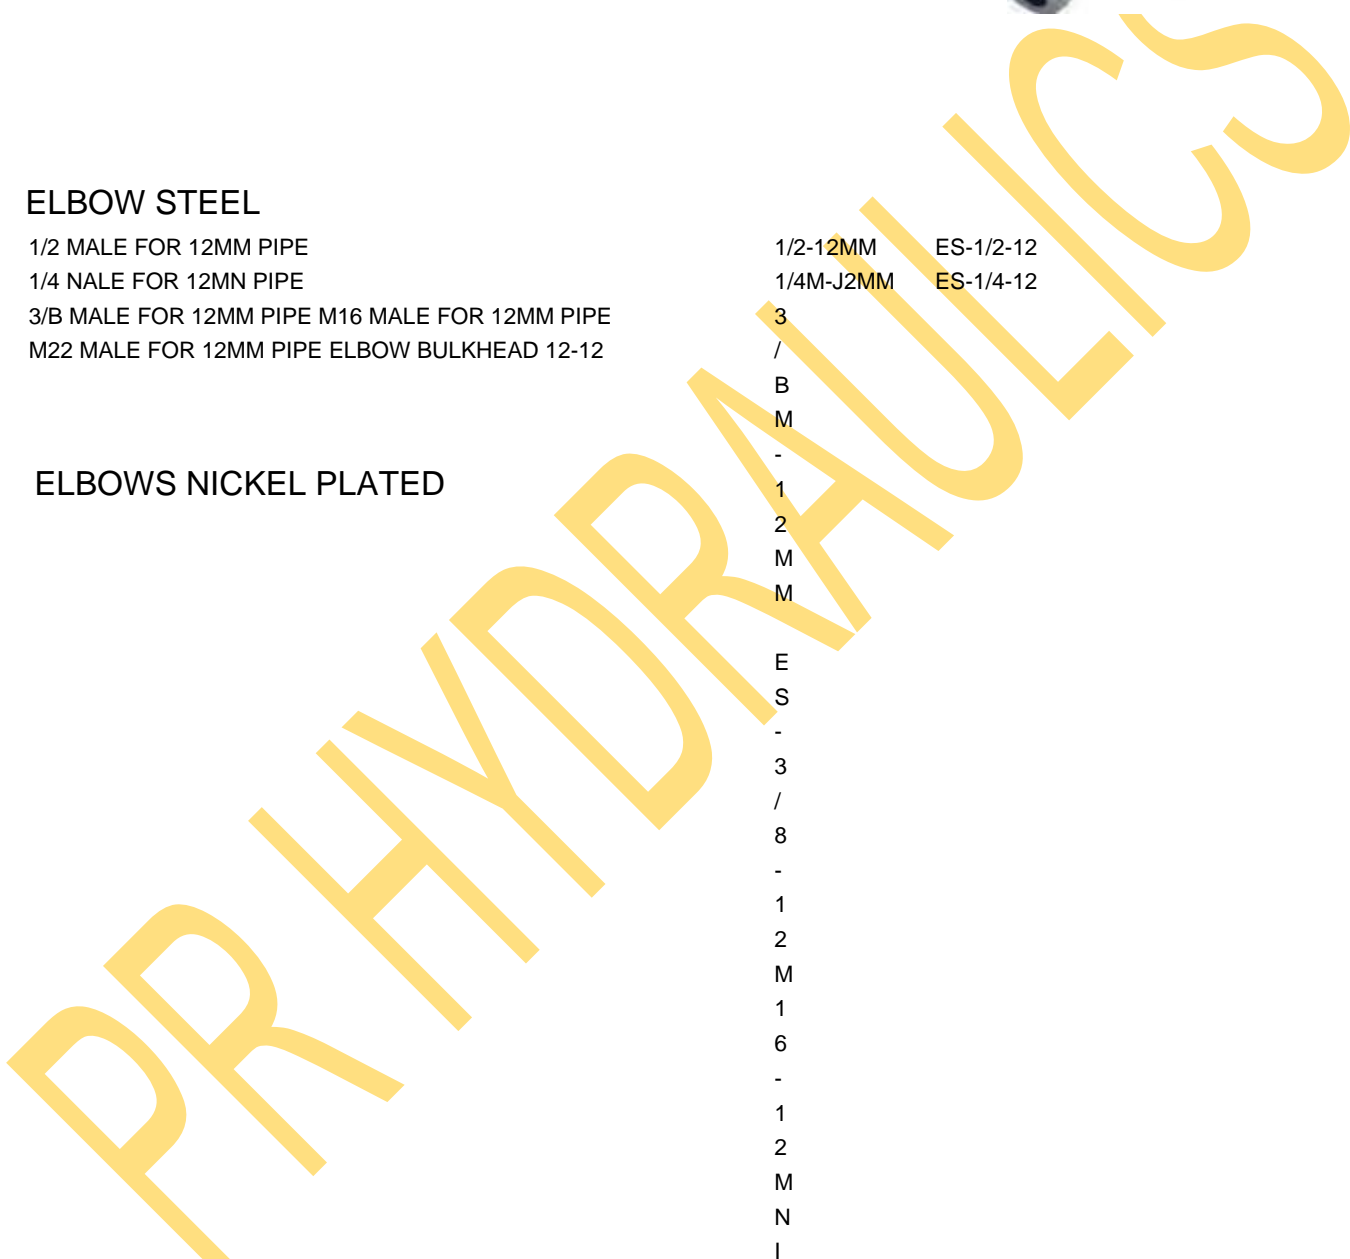 ELBOW STEEL
1/2 MALE FOR 12MM PIPE 1/2-12MM ES-1/2-12
1/4 NALE FOR 12MN PIPE 1/4M-J2MM ES-1/4-12
3/B MALE FOR 12MM PIPE M16 MALE FOR 12MM PIPE 3
M22 MALE FOR 12MM PIPE ELBOW BULKHEAD 12-12 /
B
M
-
ELBOWS NICKEL PLATED
1
2
M
M
E
S
-
3
/
8
-
1
2
M
1
6
-
1
2
M
N
I
PR HYDRAULICS